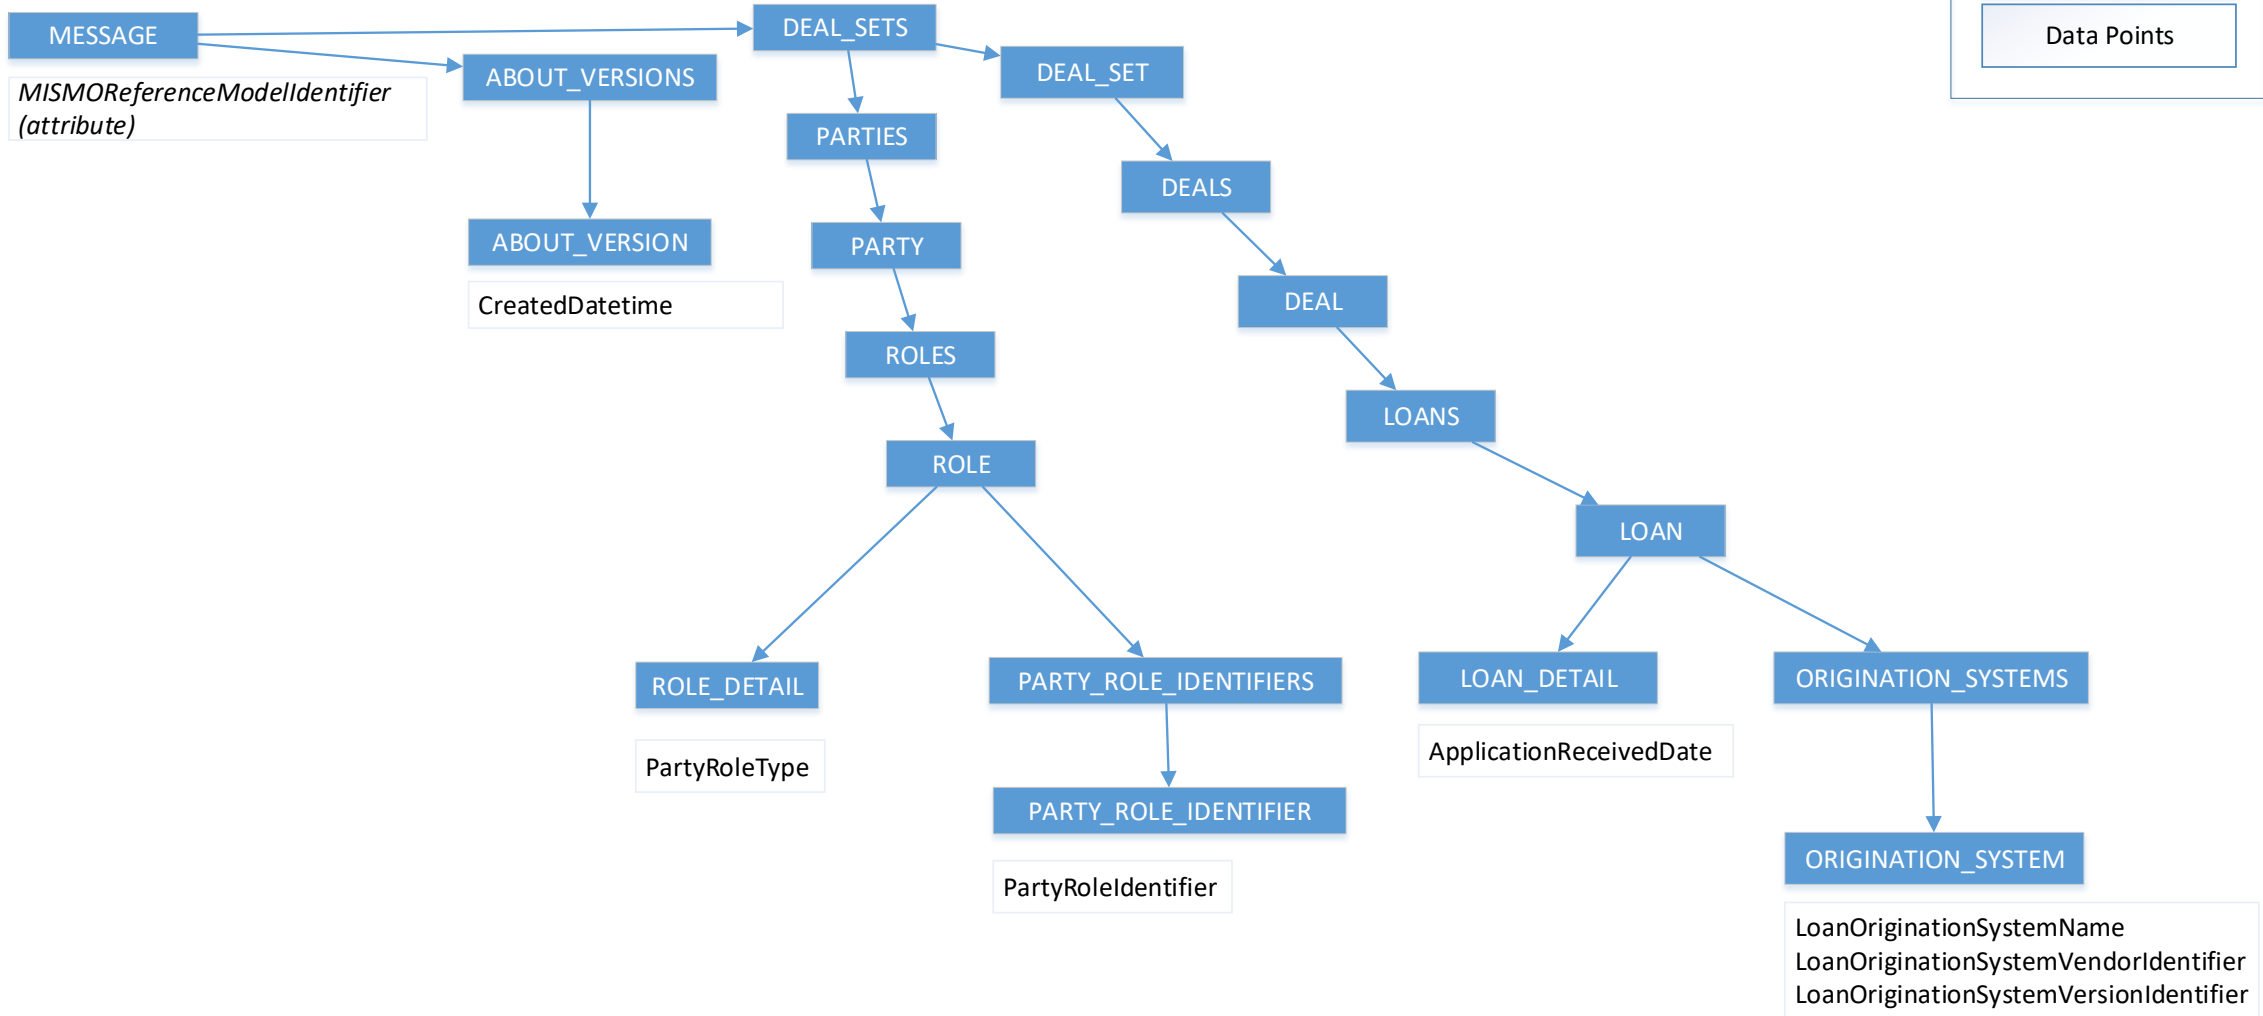 MESSAGE
MISMOReferenceModelIdentifier
(attribute)
ABOUT_VERSIONS
ABOUT_VERSION
CreatedDatetime
DEAL_SETS
PARTIES
PARTY
ROLES
ROLE
ROLE_DETAIL
PartyRoleType
PARTY_ROLE_IDENTIFIERS
PARTY_ROLE_IDENTIFIER
PartyRoleIdentifier
DEAL_SET
DEALS
DEAL
LOANS
LOAN
LOAN_DETAIL
ApplicationReceivedDate
ORIGINATION_SYSTEMS
ORIGINATION_SYSTEM
LoanOriginationSystemName
LoanOriginationSystemVendorIdentifier
LoanOriginationSystemVersionIdentifier
Data Points